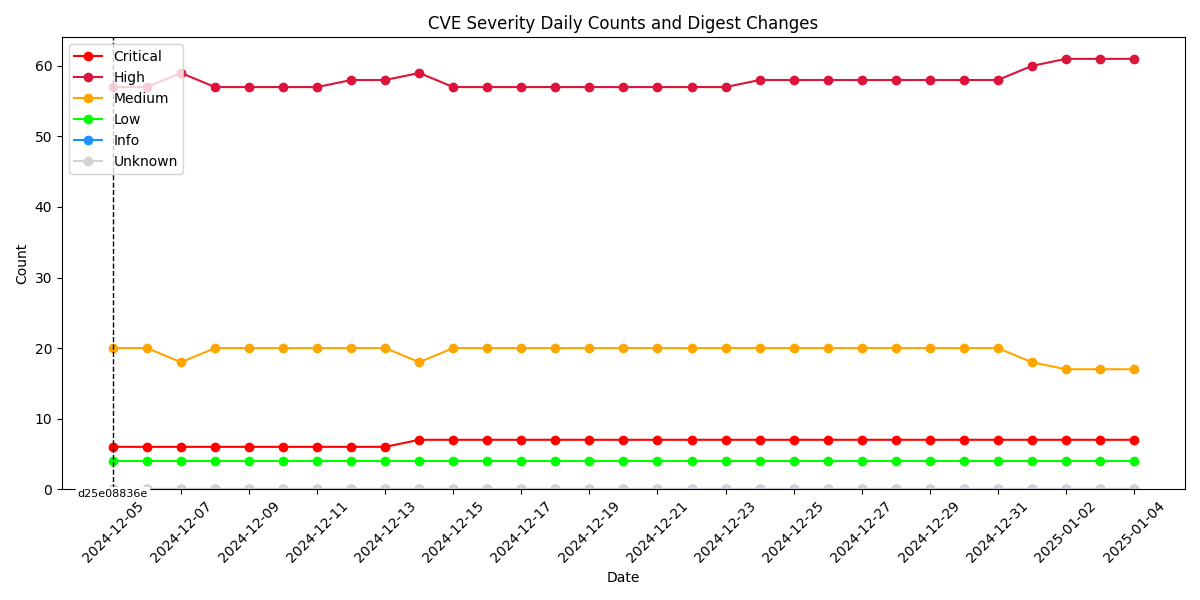 CVE Severity Daily Counts and Digest Changes
Critical
High
Medium
Low
Info
Unknown
Count
60
50
40
30
20
10
0
d25e08836e
2024-12-05
2024-12-07
2024-12-09
2024-12-11
2024-12-13
2024-12-15
2024-12-17
2024-12-19
2024-12-21
2024-12-23
2024-12-25
2024-12-27
2024-12-29
2024-12-31
2025-01-02
2025-01-04
Date